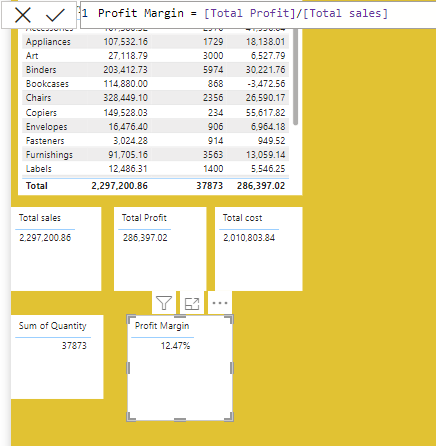 1 Profit Margin = [Total Profit]/[Total sales]
Appliances 107,532.16 1729 18,138.01
Art 27,118.79 3000 6,527.79
Binders 203,412.73 5974 30,221.76
Bookcases 114,880.00 868 -3,472.56
Chairs 328,449.10 2356 26,590.17
Copiers 149,528.03 234 55,617.82
Envelopes 16,476.40 906 6,964.18
Fasteners 3,024.28 914 949.52
Furnishings 91,705.16 3563 13,059.14
Labels 12,486.31 1400 5,546.25
Total 2,297,200.86 37873 286,397.02
Total sales Total Profit Total cost
2,297,200.86 286,397.02 2,010,803.84
Sum of Quantity Profit Margin
37873 12.47%